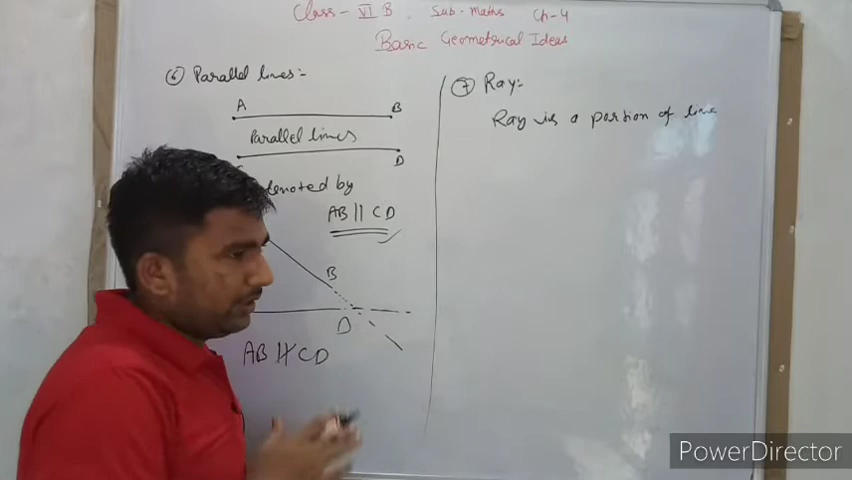 Class - VI B. Sub - Maths Ch-4
Basic Geometrical Ideas
⑥ Parallel lines:-
A B
Parallel lines
C D
denoted by
AB || CD
B
D
AB ∦ CD
⑦ Ray:-
Ray is a portion of line
PowerDirector